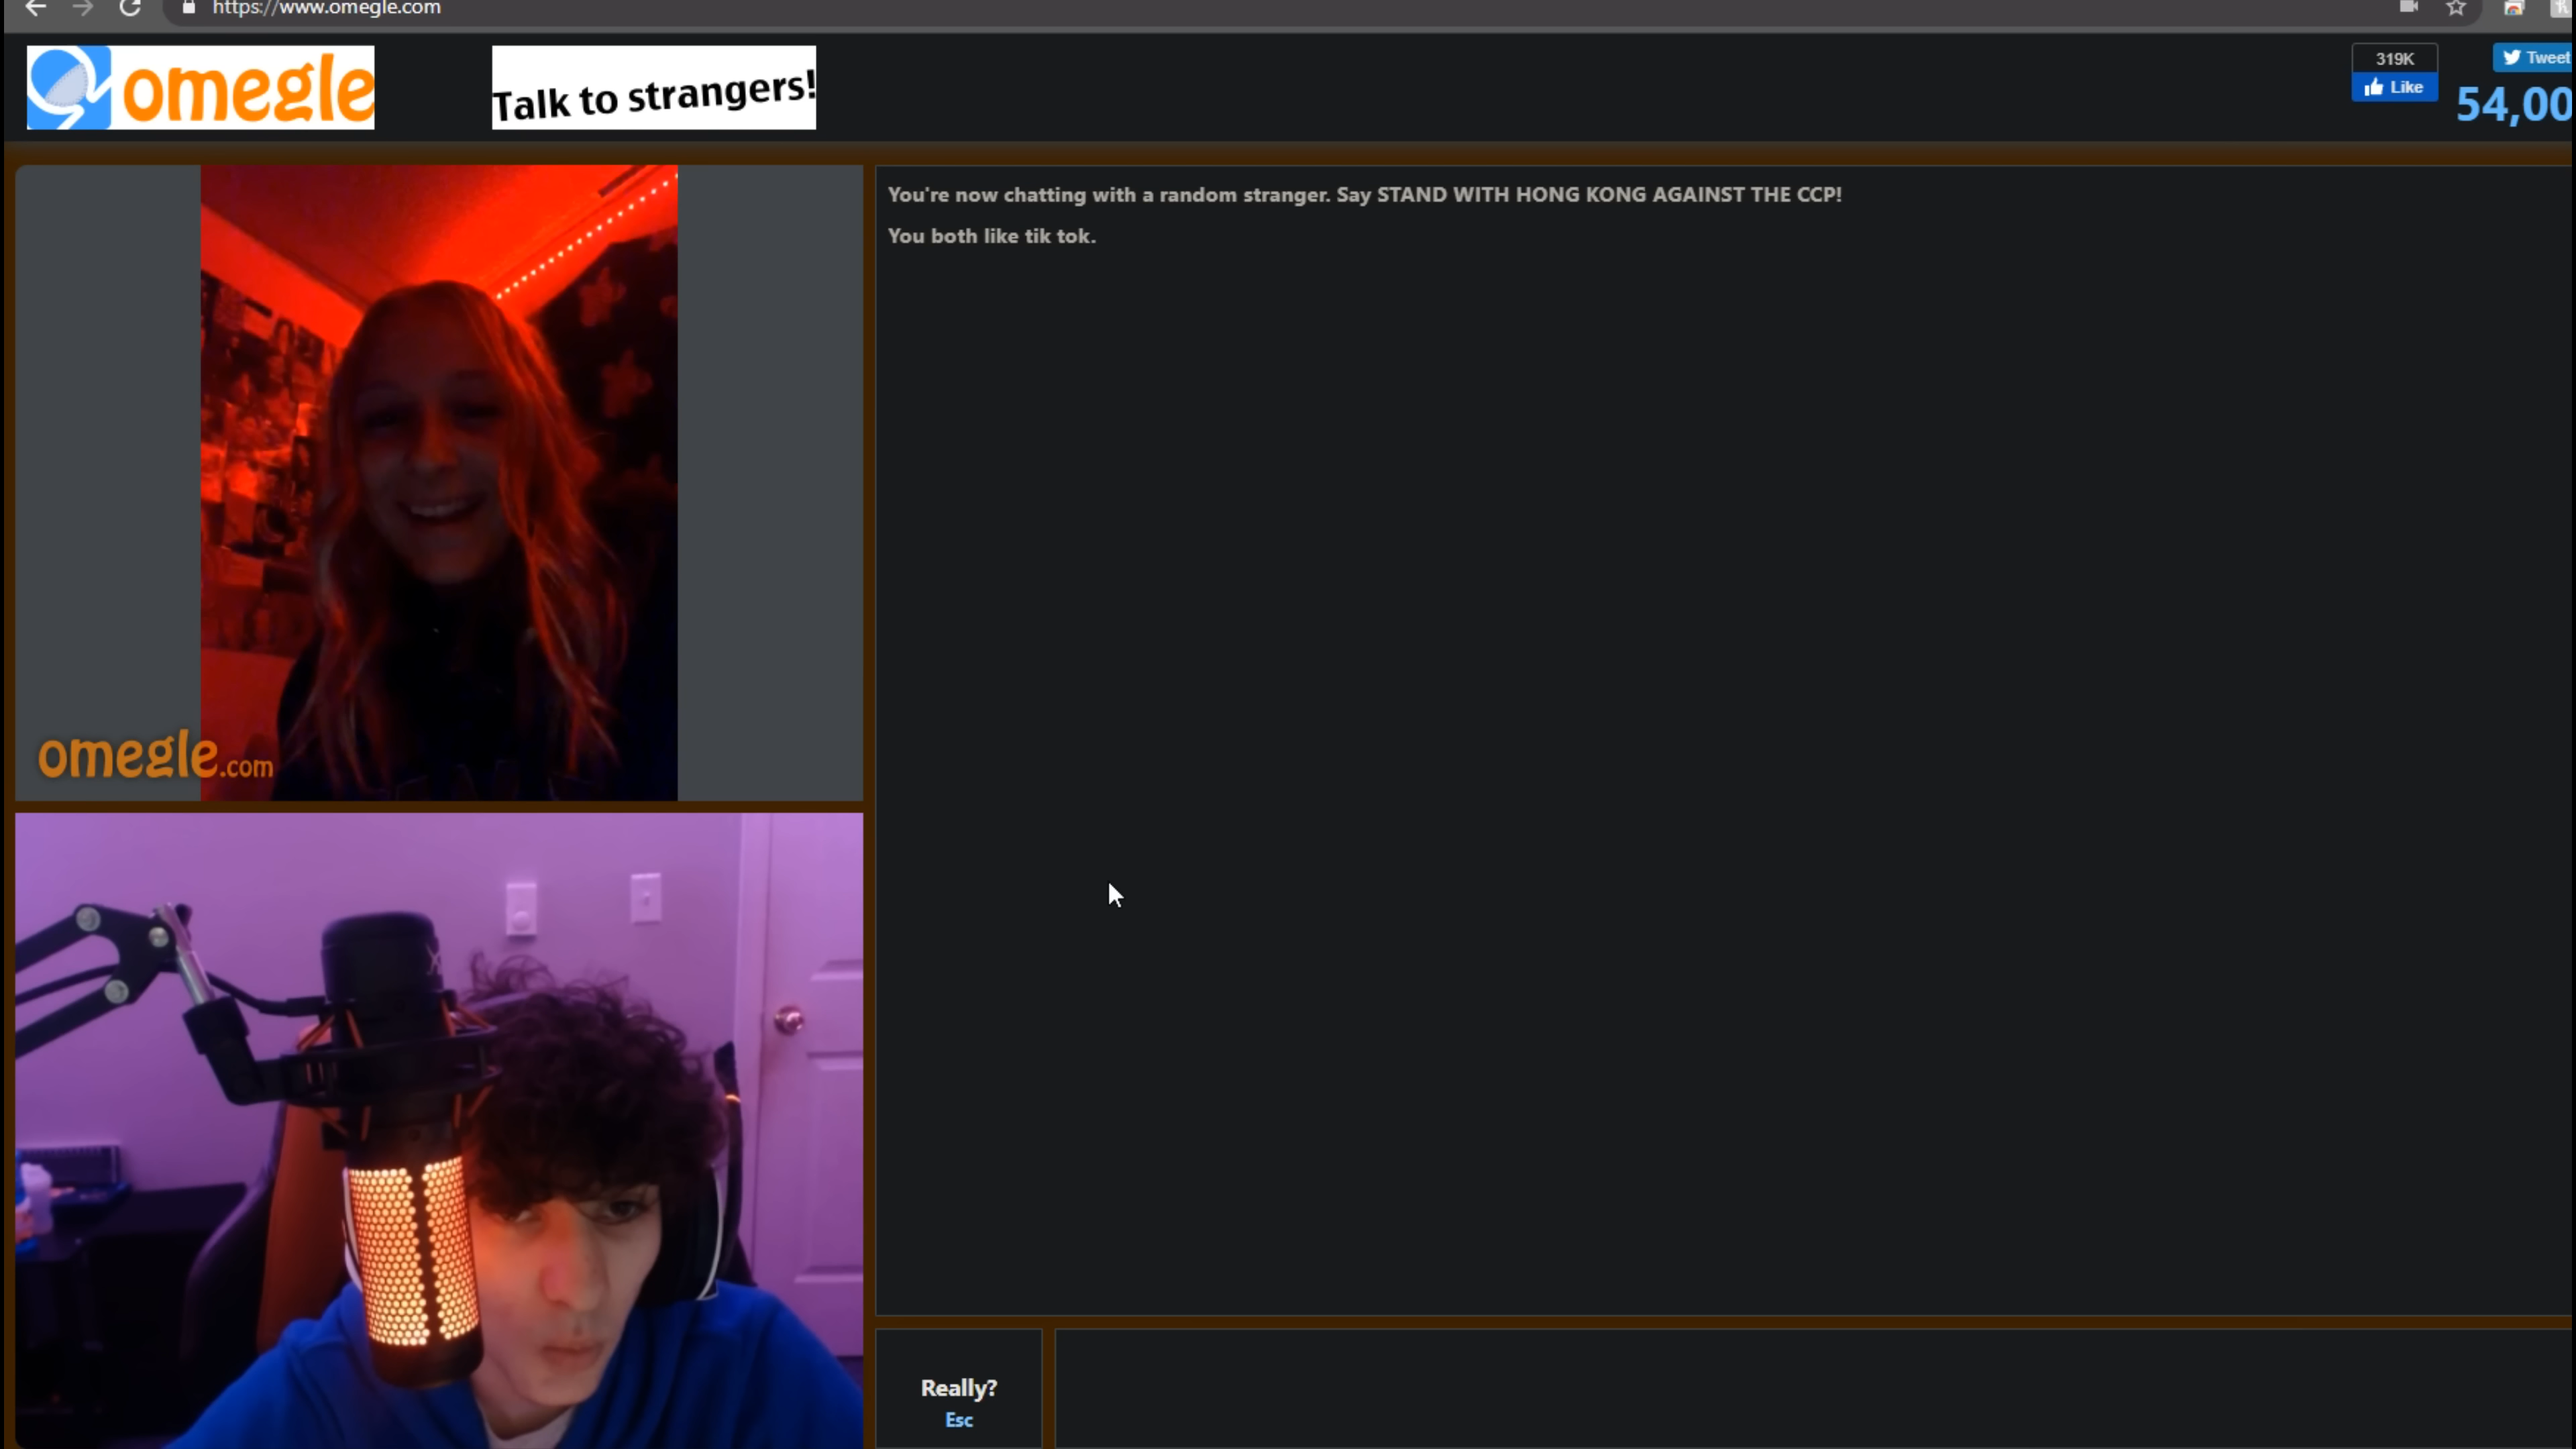 https://www.omegle.com
omegle
Talk to strangers!
319K
Like
Tweet
54,00
You're now chatting with a random stranger. Say STAND WITH HONG KONG AGAINST THE CCP!
You both like tik tok.
omegle.com
Really?
Esc